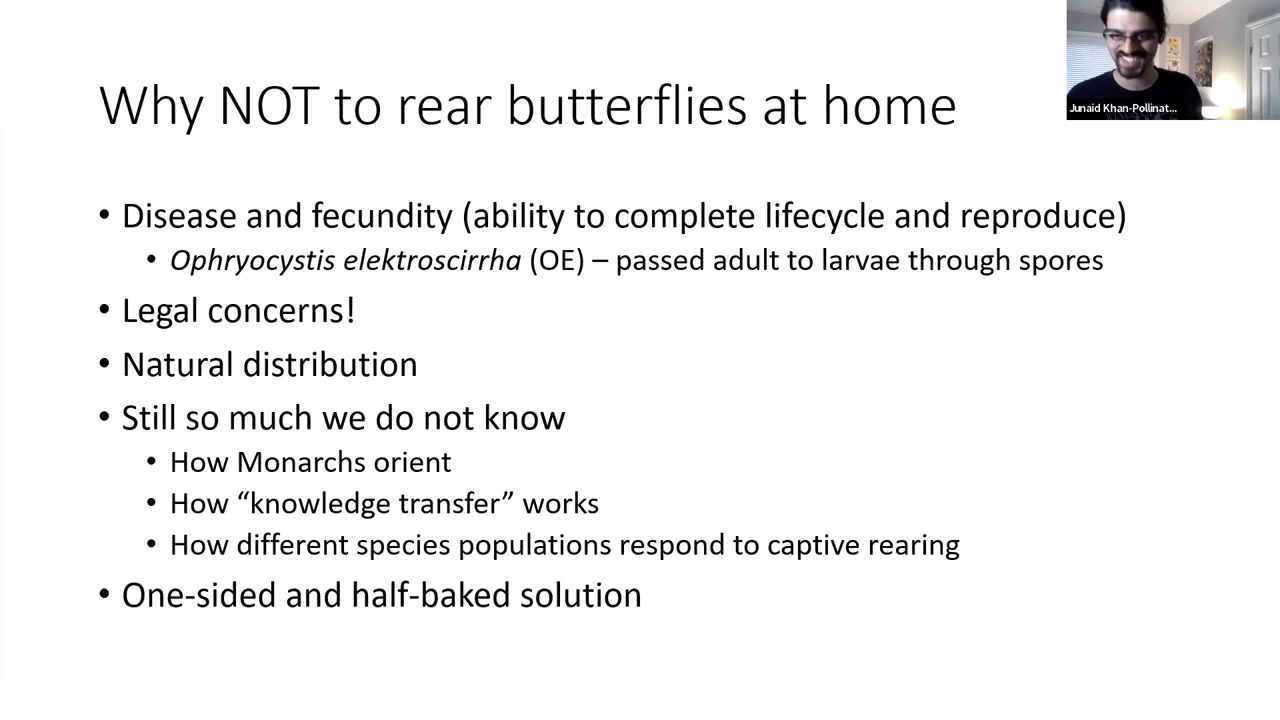 Why NOT to rear butterflies at home
Junaid Khan-Pollinat...
• Disease and fecundity (ability to complete lifecycle and reproduce)
• Ophryocystis elektroscirrha (OE) – passed adult to larvae through spores
• Legal concerns!
• Natural distribution
• Still so much we do not know
• How Monarchs orient
• How “knowledge transfer” works
• How different species populations respond to captive rearing
• One-sided and half-baked solution